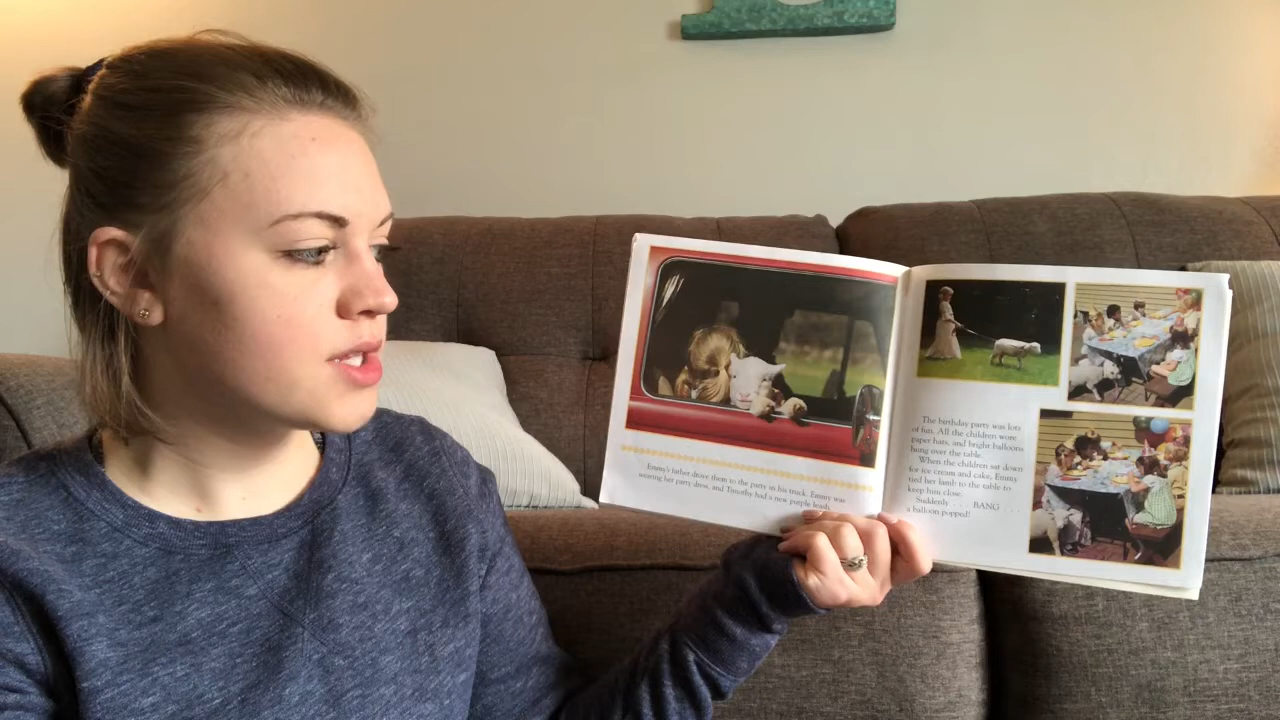 Emmy's father drove them to the party in his truck. Emmy was
wearing her party dress, and Timothy had a new purple leash.
The birthday party was lots
of fun. All the children wore
paper hats, and bright balloons
hung over the table.
When the children sat down
for ice cream and cake, Emmy
tied her lamb to the table to
keep him close.
Suddenly . . . BANG . . .
a balloon popped!